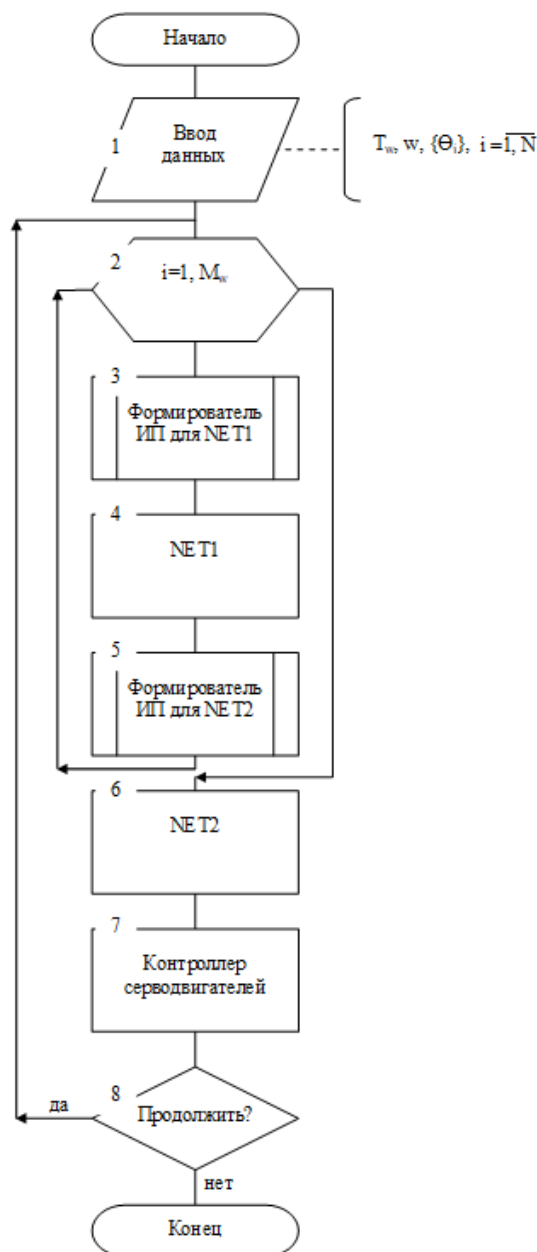 Начало
1
Ввод
данных
Tw, w, {Θi}, i =1, N
2
i=1, Mw
3
Формирователь
ИП для NET1
4
NET1
5
Формирователь
ИП для NET2
6
NET2
7
Контроллер
серводвигателей
8
Продолжить?
да
нет
Конец